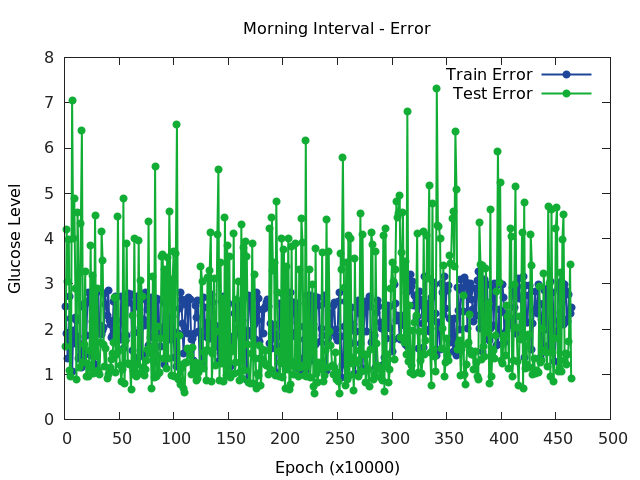 Morning Interval - Error
8
7
6
5
4
3
2
1
0
Glucose Level
Train Error
Test Error
0 50 100 150 200 250 300 350 400 450 500
Epoch (x10000)